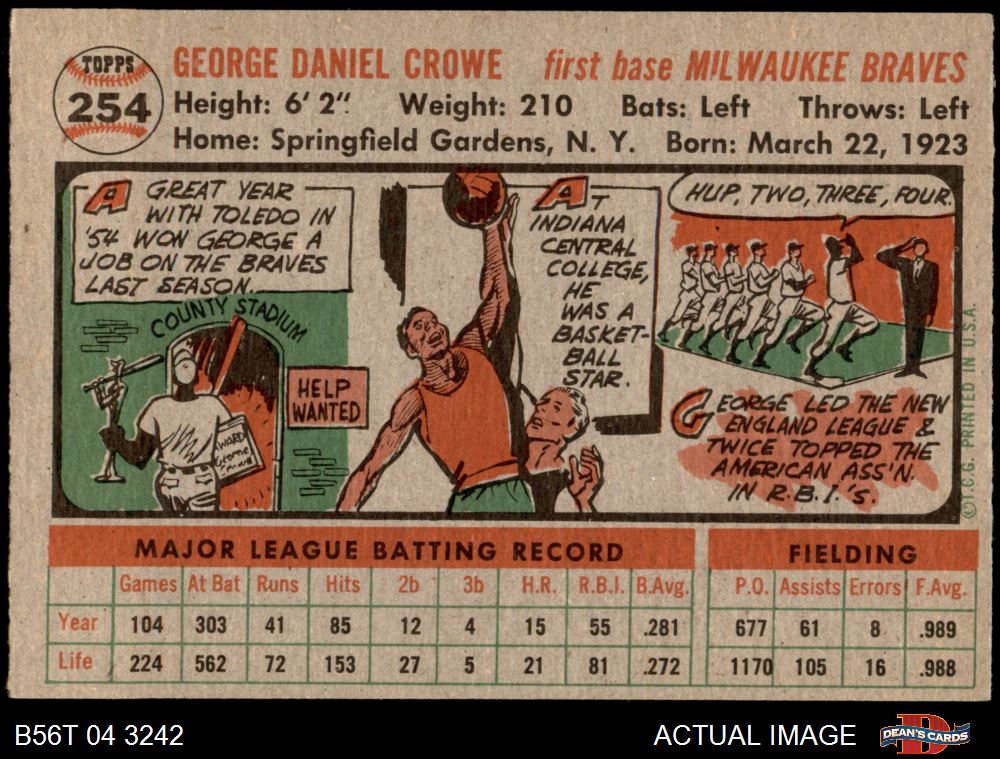 TOPPS
254
GEORGE DANIEL CROWE first base MILWAUKEE BRAVES
Height: 6' 2" Weight: 210 Bats: Left Throws: Left
Home: Springfield Gardens, N. Y. Born: March 22, 1923
A GREAT YEAR
WITH TOLEDO IN
'54 WON GEORGE A
JOB ON THE BRAVES
LAST SEASON.
COUNTY STADIUM
HELP
WANTED
AWARD
George
AT
INDIANA
CENTRAL
COLLEGE,
HE
WAS A
BASKET-
BALL
STAR.
HUP, TWO, THREE, FOUR.
GEORGE LED THE NEW
ENGLAND LEAGUE &
TWICE TOPPED THE
AMERICAN ASS'N.
IN R.B.I.'s.
©T.C.G. PRINTED IN U.S.A.
MAJOR LEAGUE BATTING RECORD FIELDING
Games At Bat Runs Hits 2b 3b H.R. R.B.I. B.Avg. P.O. Assists Errors F.Avg.
Year 104 303 41 85 12 4 15 55 .281 677 61 8 .989
Life 224 562 72 153 27 5 21 81 .272 1170 105 16 .988
B56T 04 3242 ACTUAL IMAGE D DEAN'S CARDS